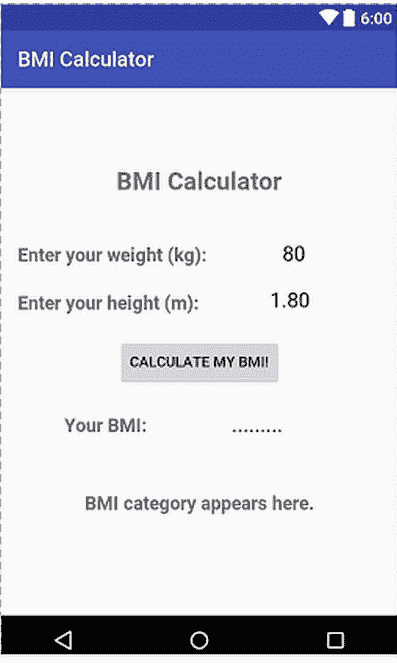 6:00
BMI Calculator
BMI Calculator
Enter your weight (kg): 80
Enter your height (m): 1.80
CALCULATE MY BMI!
Your BMI: .........
BMI category appears here.